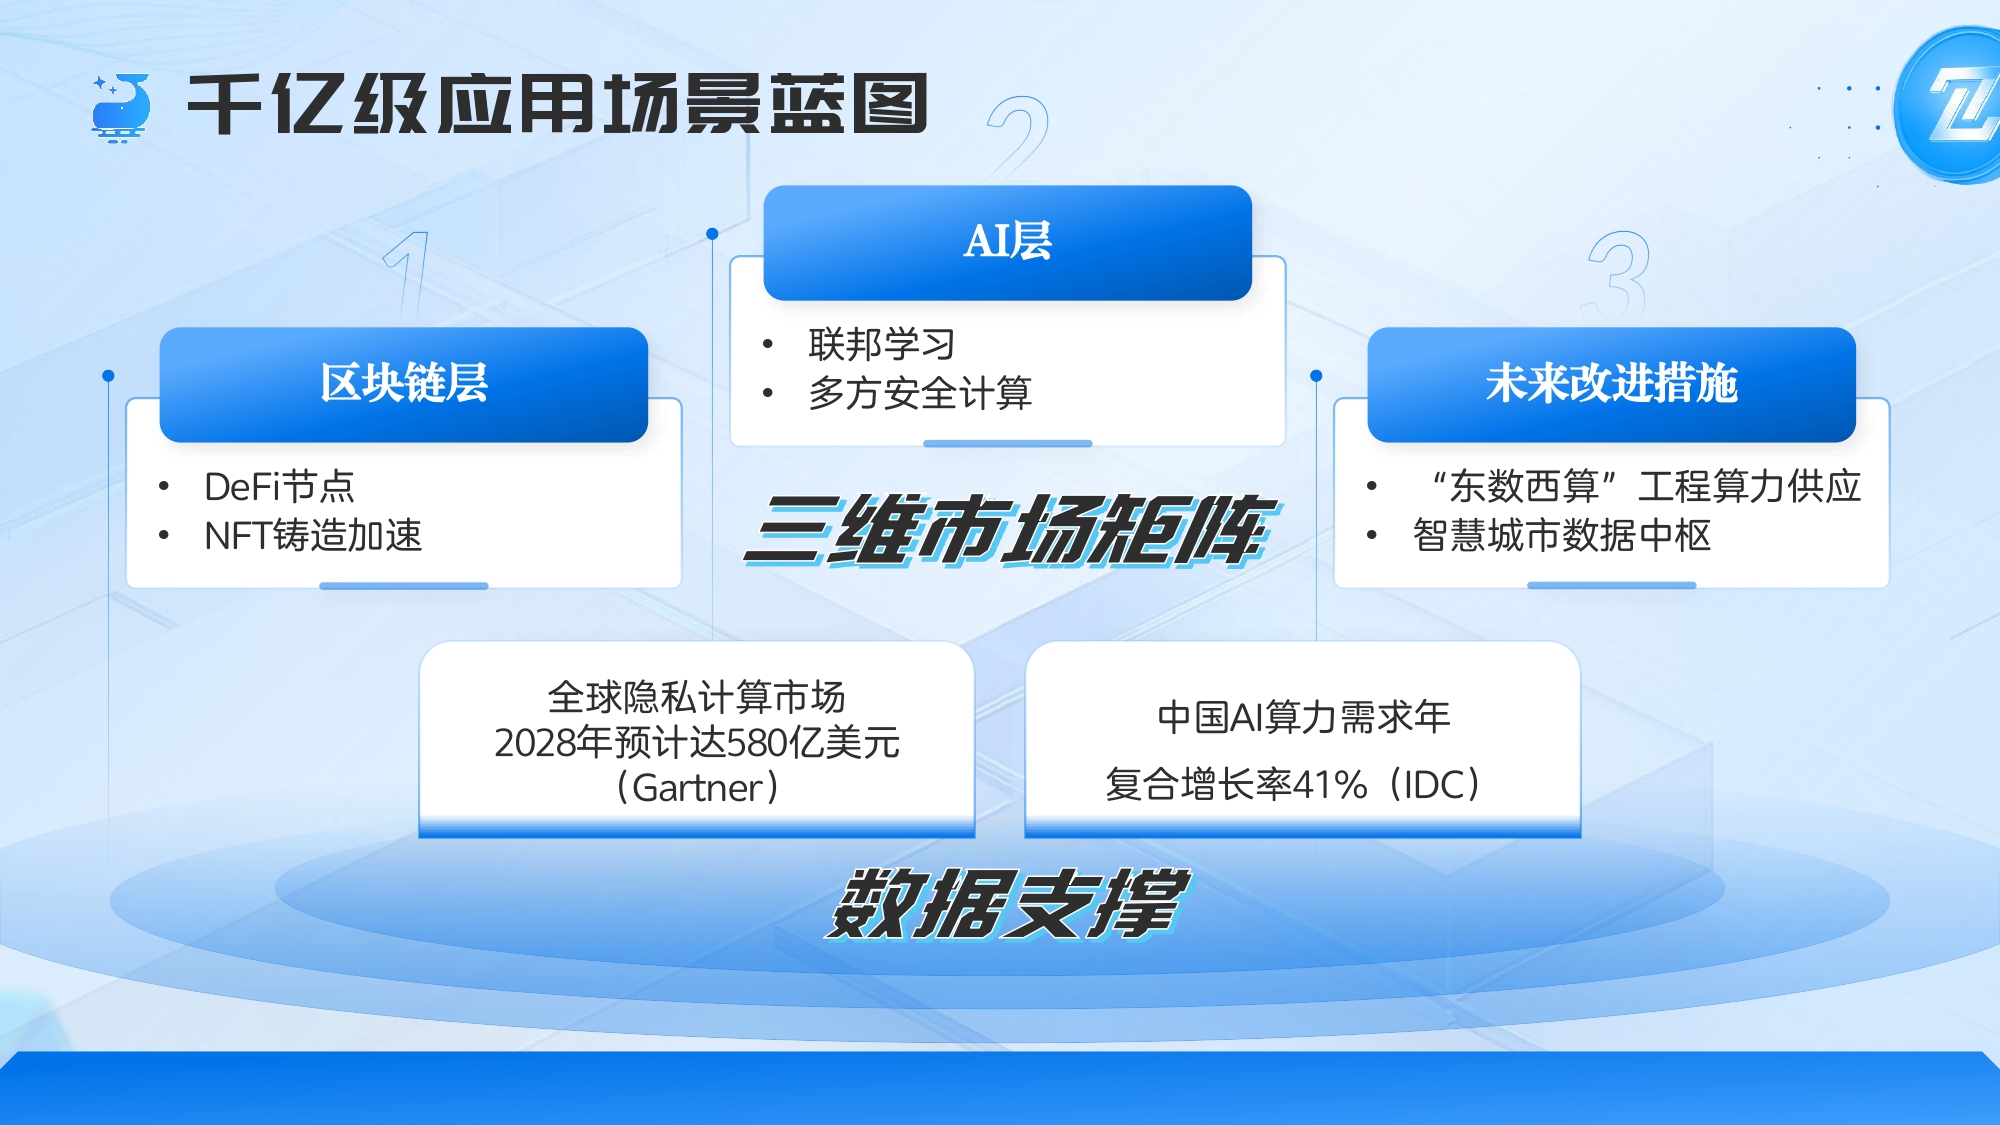 千亿级应用场景蓝图
1
区块链层
• DeFi节点
• NFT铸造加速
2
AI层
• 联邦学习
• 多方安全计算
3
未来改进措施
• “东数西算”工程算力供应
• 智慧城市数据中枢
三维市场矩阵
全球隐私计算市场
2028年预计达580亿美元
（Gartner）
中国AI算力需求年
复合增长率41%（IDC）
数据支撑